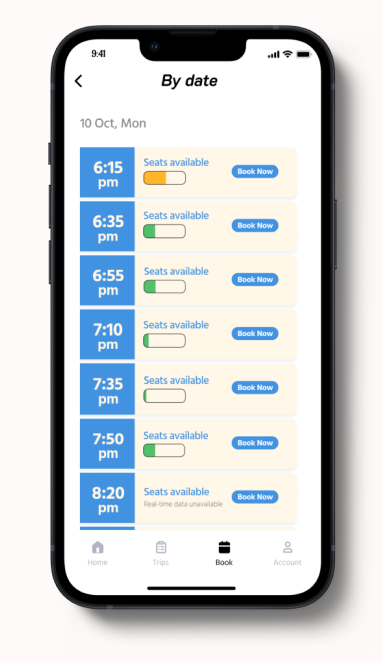 9:41
By date
10 Oct, Mon
6:15 pm
Seats available
Book Now
6:35 pm
Seats available
Book Now
6:55 pm
Seats available
Book Now
7:10 pm
Seats available
Book Now
7:35 pm
Seats available
Book Now
7:50 pm
Seats available
Book Now
8:20 pm
Seats available
Real-time data unavailable
Book Now
Home
Trips
Book
Account